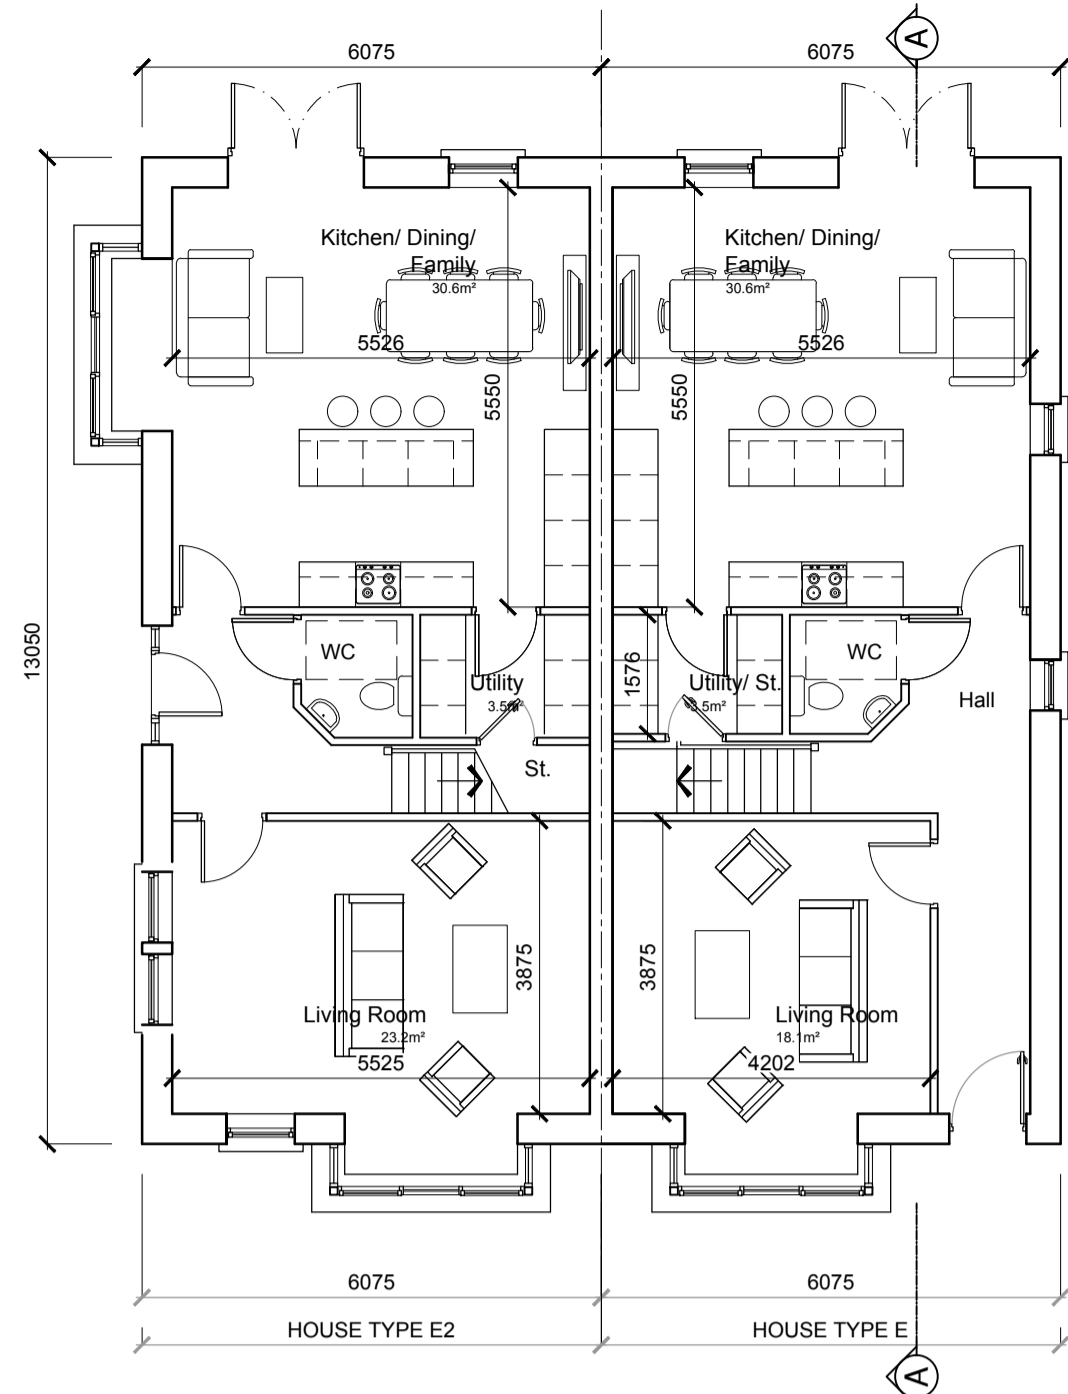 6075
6075
A
Kitchen/ Dining/
Family
30.6m²
Kitchen/ Dining/
Family
30.6m²
5526
5526
5550
5550
13050
WC
Utility
3.5m²
1576
Utility/ St.
3.5m²
WC
Hall
St.
3875
3875
Living Room
23.2m²
5525
Living Room
18.1m²
4202
6075
6075
HOUSE TYPE E2
HOUSE TYPE E
A